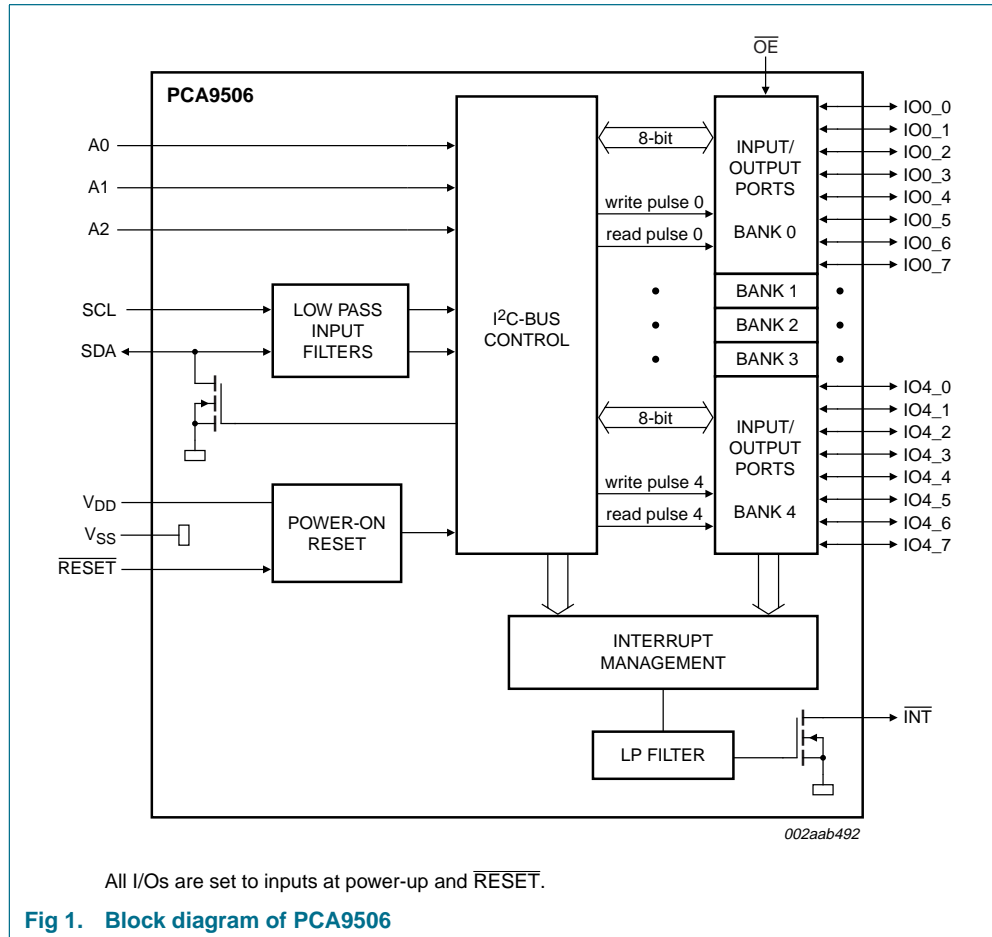 OE
PCA9506
A0
A1
A2
SCL
SDA
VDD
VSS
RESET
LOW PASS
INPUT
FILTERS
POWER-ON
RESET
I2C-BUS
CONTROL
8-bit
write pulse 0
read pulse 0
8-bit
write pulse 4
read pulse 4
INPUT/
OUTPUT
PORTS
BANK 0
BANK 1
BANK 2
BANK 3
INPUT/
OUTPUT
PORTS
BANK 4
IO0_0
IO0_1
IO0_2
IO0_3
IO0_4
IO0_5
IO0_6
IO0_7
IO4_0
IO4_1
IO4_2
IO4_3
IO4_4
IO4_5
IO4_6
IO4_7
INTERRUPT
MANAGEMENT
LP FILTER
INT
002aab492
All I/Os are set to inputs at power-up and RESET.
Fig 1. Block diagram of PCA9506